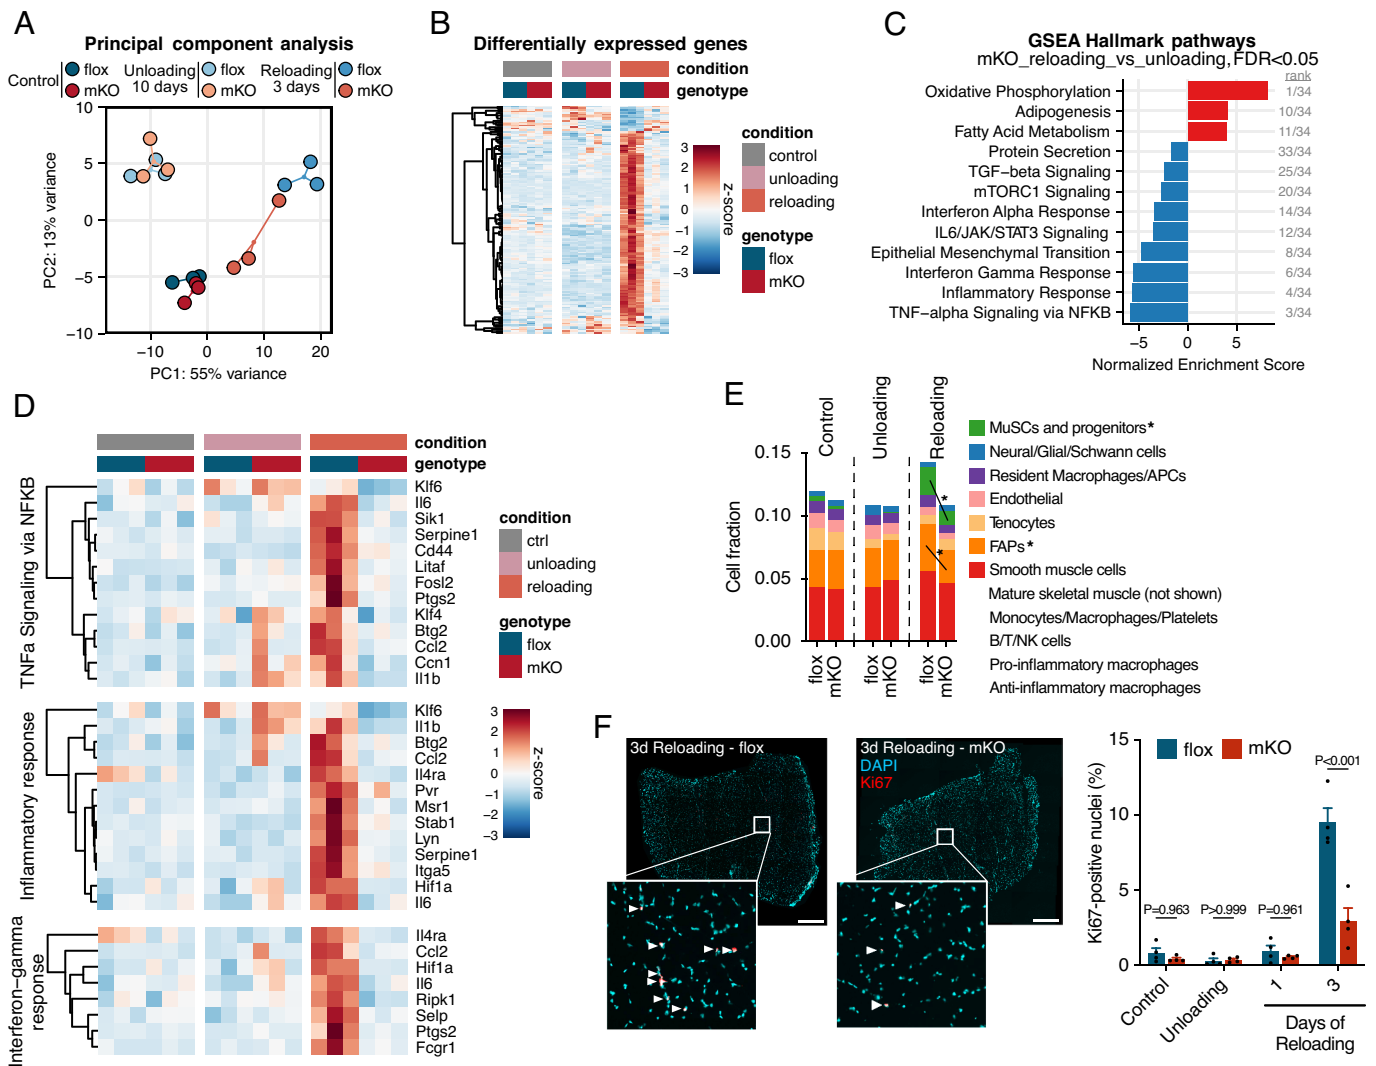 A
Principal component analysis
Control flox mKO Unloading 10 days flox mKO Reloading 3 days flox mKO
10
5
0
−5
−10
PC2: 13% variance
−10 0 10 20
PC1: 55% variance
B
Differentially expressed genes
condition
genotype
3
2
1
0
−1
−2
−3
z-score
condition
control
unloading
reloading
genotype
flox
mKO
C
GSEA Hallmark pathways
mKO_reloading_vs_unloading, FDR<0.05
rank
Oxidative Phosphorylation 1/34
Adipogenesis 10/34
Fatty Acid Metabolism 11/34
Protein Secretion 33/34
TGF−beta Signaling 25/34
mTORC1 Signaling 20/34
Interferon Alpha Response 14/34
IL6/JAK/STAT3 Signaling 12/34
Epithelial Mesenchymal Transition 8/34
Interferon Gamma Response 6/34
Inflammatory Response 4/34
TNF−alpha Signaling via NFKB 3/34
−5 0 5
Normalized Enrichment Score
D
condition
genotype
TNFa Signaling via NFKB
Klf6
Il6
Sik1
Serpine1
Cd44
Litaf
Fosl2
Ptgs2
Klf4
Btg2
Ccl2
Ccn1
Il1b
condition
ctrl
unloading
reloading
genotype
flox
mKO
Inflammatory response
Klf6
Il1b
Btg2
Ccl2
Il4ra
Pvr
Msr1
Stab1
Lyn
Serpine1
Itga5
Hif1a
Il6
3
2
1
0
−1
−2
−3
z-score
Interferon−gamma
response
Il4ra
Ccl2
Hif1a
Il6
Ripk1
Selp
Ptgs2
Fcgr1
E
Control
Unloading
Reloading
0.15
0.10
0.05
0.00
Cell fraction
* *
flox mKO flox mKO flox mKO
MuSCs and progenitors*
Neural/Glial/Schwann cells
Resident Macrophages/APCs
Endothelial
Tenocytes
FAPs*
Smooth muscle cells
Mature skeletal muscle (not shown)
Monocytes/Macrophages/Platelets
B/T/NK cells
Pro-inflammatory macrophages
Anti-inflammatory macrophages
F
3d Reloading - flox
3d Reloading - mKO
DAPI
Ki67
15
10
5
0
Ki67-positive nuclei (%)
flox mKO
P=0.963
P>0.999
P=0.961
P<0.001
Control
Unloading
1
3
Days of
Reloading